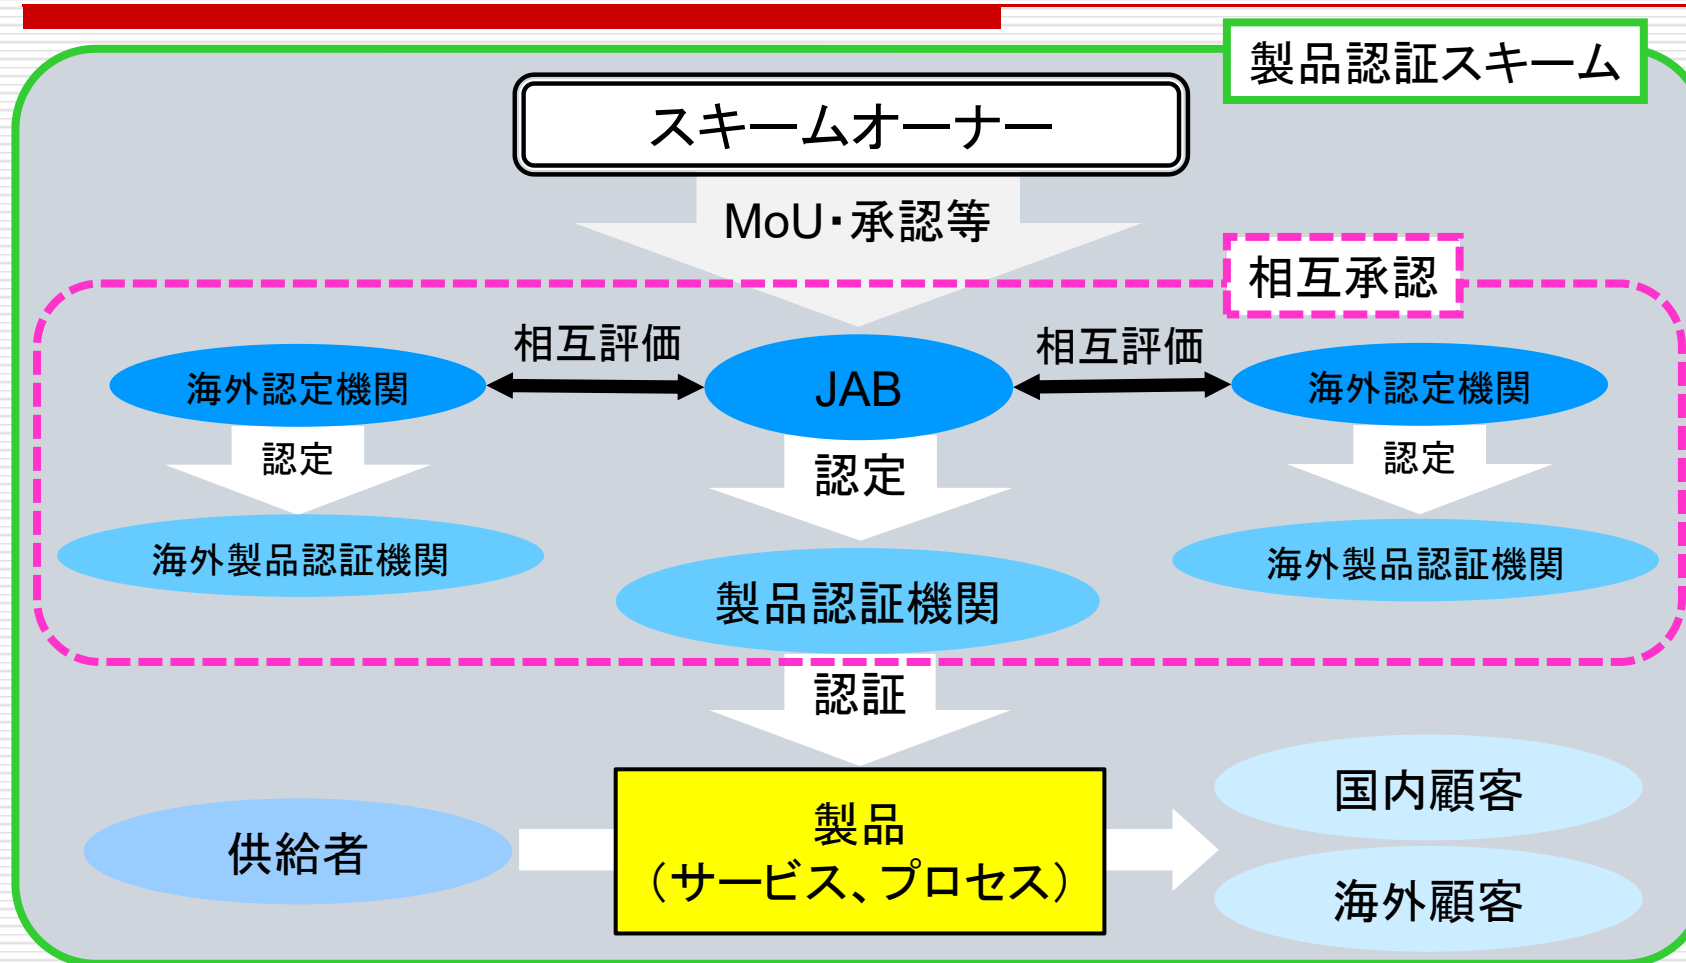 製品認証スキーム
スキームオーナー
MoU・承認等
相互承認
相互評価
相互評価
海外認定機関
JAB
海外認定機関
認定
認定
認定
海外製品認証機関
製品認証機関
海外製品認証機関
認証
供給者
製品
（サービス、プロセス）
国内顧客
海外顧客